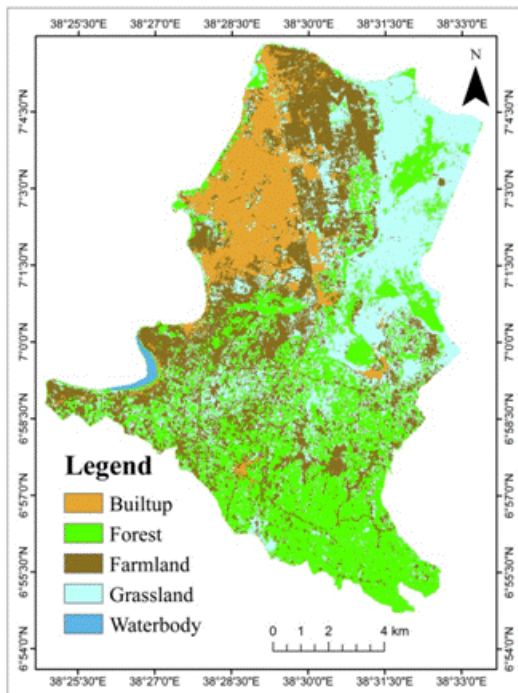 38°25'30"E 38°27'0"E 38°28'30"E 38°30'0"E 38°31'30"E 38°33'0"E
N
7°4'30"N 7°4'30"N
7°3'0"N 7°3'0"N
7°1'30"N 7°1'30"N
7°0'0"N 7°0'0"N
6°58'30"N 6°58'30"N
Legend
Builtup
6°57'0"N 6°57'0"N
Forest
Farmland
6°55'30"N 6°55'30"N
Grassland
Waterbody
0 1 2 4 km
6°54'0"N 6°54'0"N
38°25'30"E 38°27'0"E 38°28'30"E 38°30'0"E 38°31'30"E 38°33'0"E